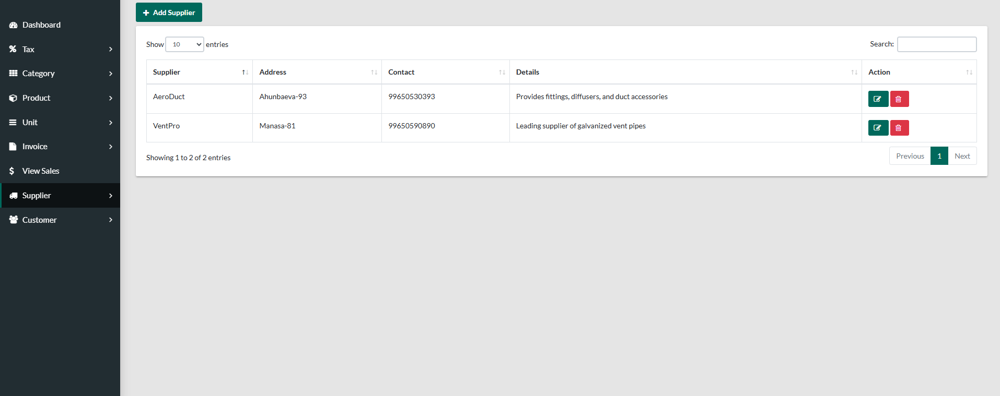 Dashboard
Tax
Category
Product
Unit
Invoice
View Sales
Supplier
Customer
Add Supplier
Show 10 entries
Search:
Supplier Address Contact Details Action
AeroDuct Ahunbaeva-93 99650530393 Provides fittings, diffusers, and duct accessories
VentPro Manasa-81 99650590890 Leading supplier of galvanized vent pipes
Showing 1 to 2 of 2 entries
Previous 1 Next